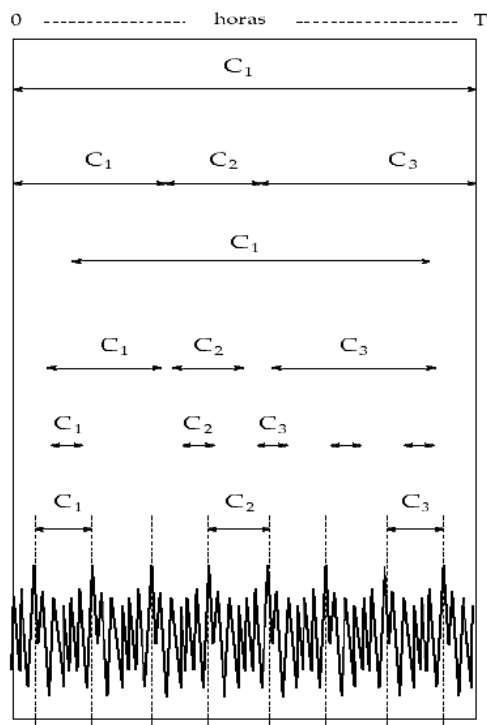 0 ---------------- horas ---------------- T
C₁
C₁ C₂ C₃
C₁
C₁ C₂ C₃
C₁ C₂ C₃
C₁ C₂ C₃